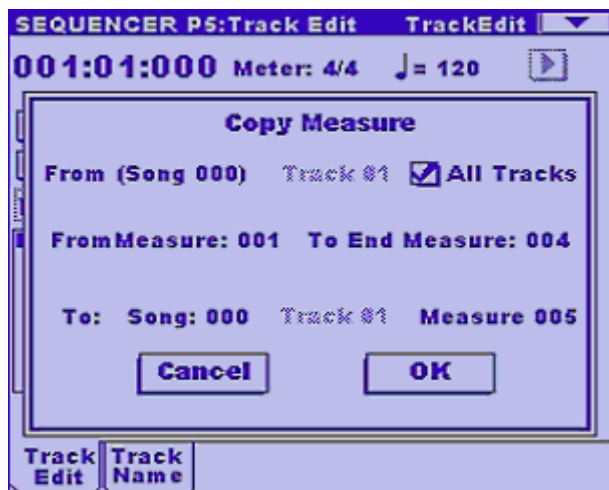 SEQUENCER P5:Track Edit TrackEdit
001:01:000 Meter: 4/4 ♩= 120
Copy Measure
From (Song 000) Track 01 All Tracks
FromMeasure: 001 To End Measure: 004
To: Song: 000 Track 01 Measure 005
Cancel OK
Track Edit Track Name